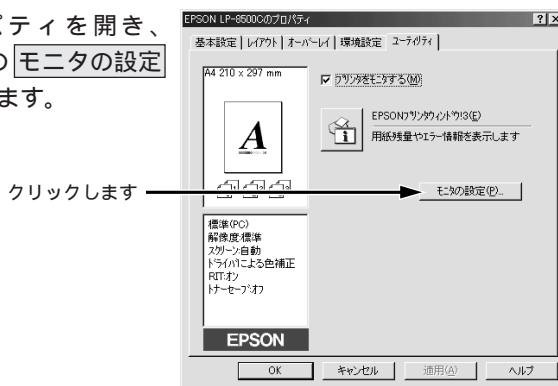 パティを開き、
の モニタの設定
ます。
クリックします
EPSON LP-8500Cのプロパティ
基本設定 レイアウト オーバーレイ 環境設定 ユーティリティ
A4 210 x 297 mm
A
1 2 3
プリンタをモニタする(M)
EPSONプリンタウィンドウ!3(E)
用紙残量やエラー情報を表示します
モニタの設定(P)...
標準(PC)
解像度:標準
スクリーン:自動
ドライバによる色補正
RIT:オン
トナーセーブ:オフ
EPSON
OK キャンセル 適用(A) ヘルプ